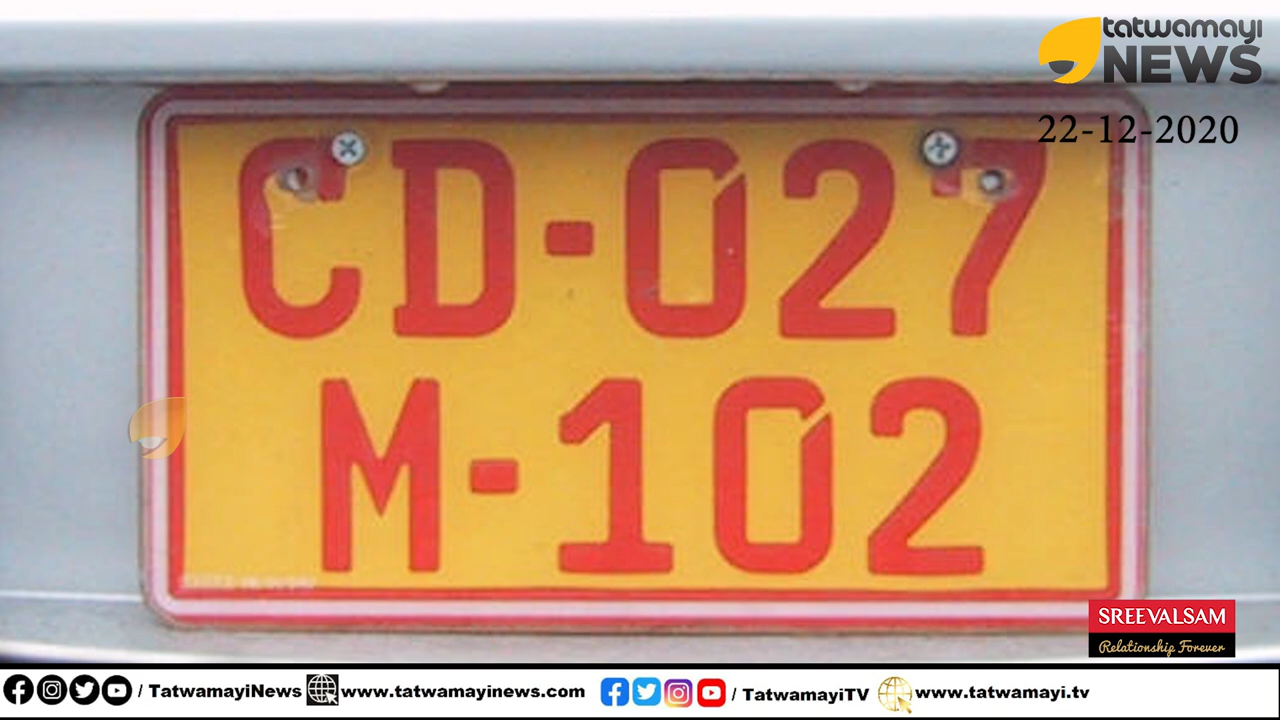 tatwamayi
NEWS
22-12-2020
CD-027
M-102
SREEVALSAM
Relationship Forever
/ TatwamayiNews www.tatwamayinews.com / TatwamayiTV www.tatwamayi.tv